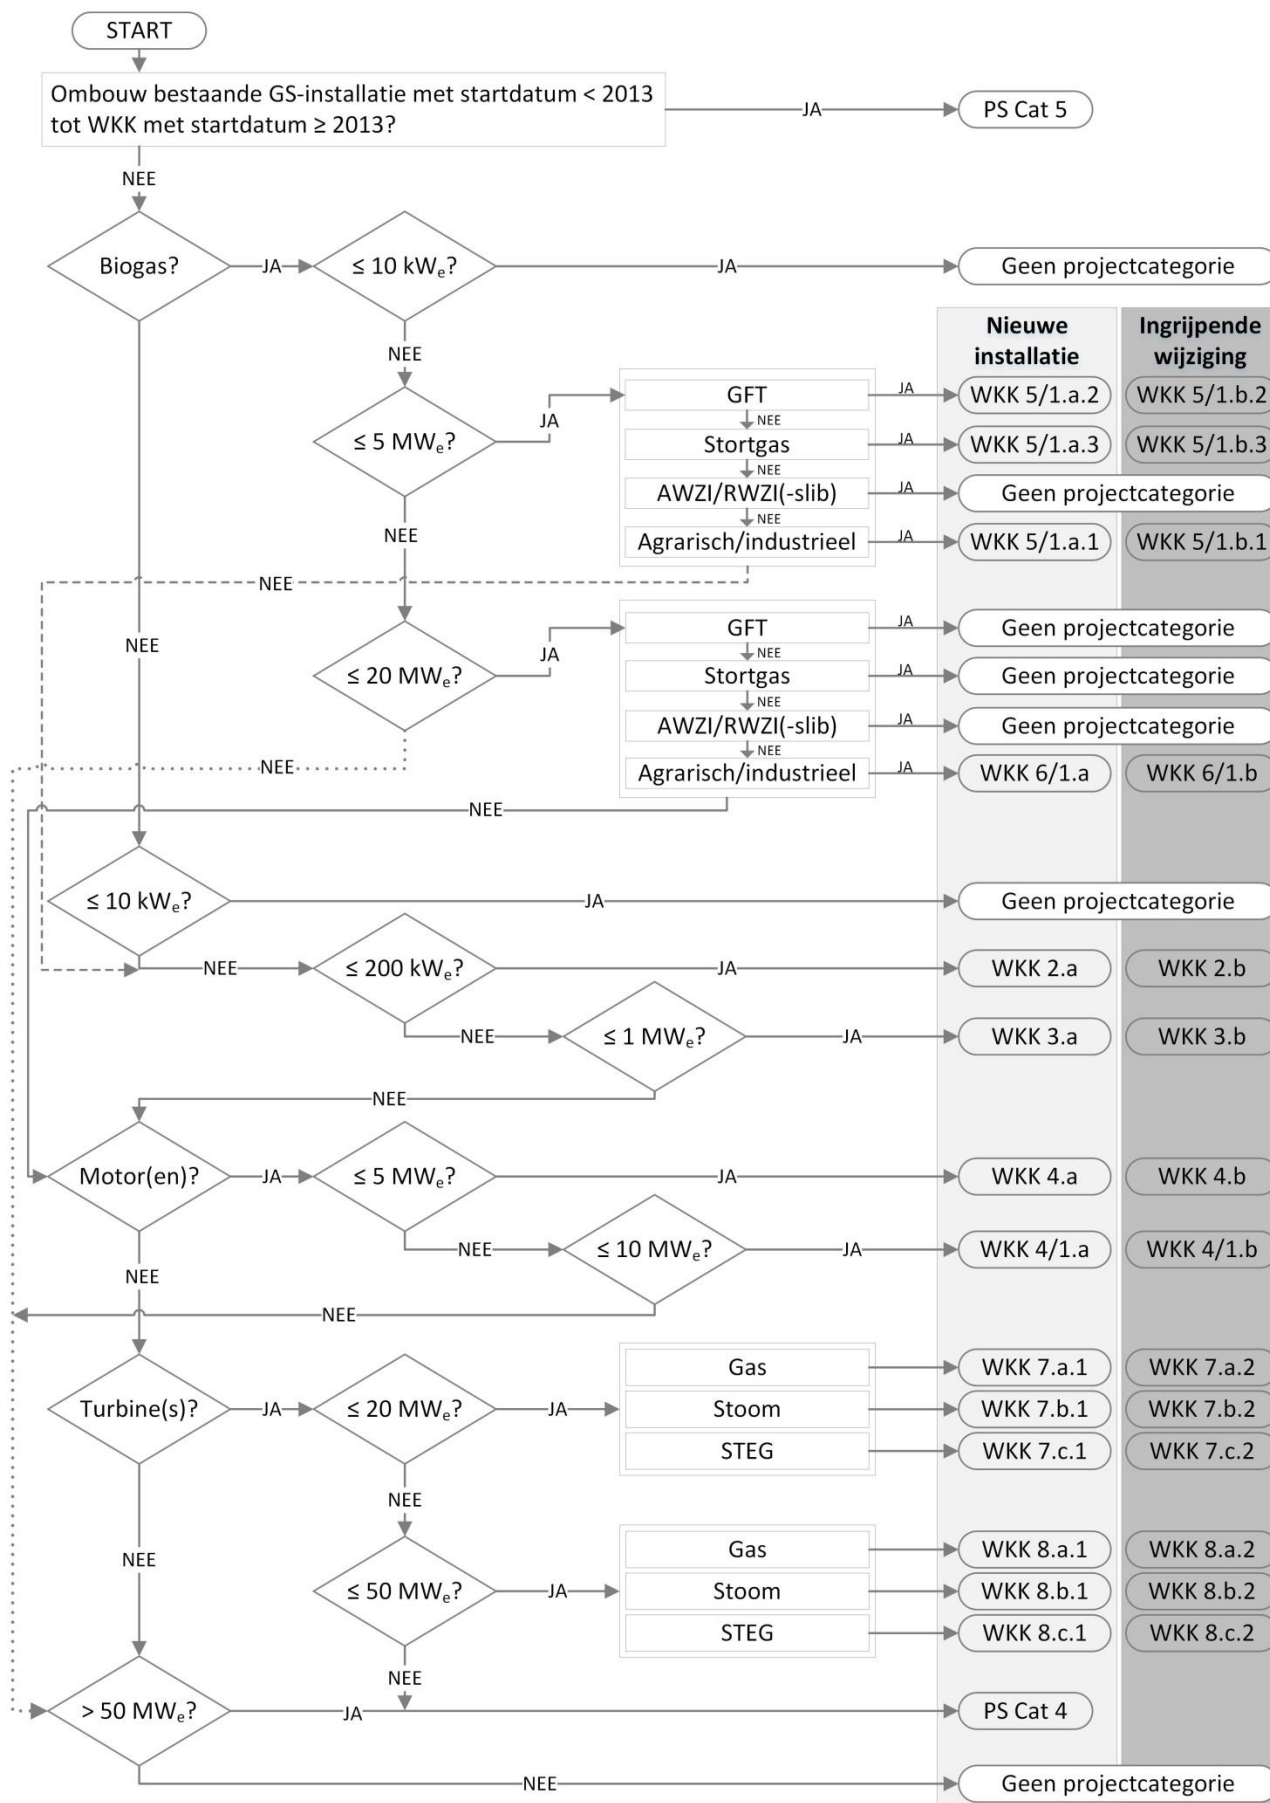 START
Ombouw bestaande GS-installatie met startdatum < 2013
tot WKK met startdatum ≥ 2013?
JA
PS Cat 5
NEE
Biogas?
JA
≤ 10 kWe?
JA
Geen projectcategorie
Nieuwe
installatie
Ingrijpende
wijziging
NEE
≤ 5 MWe?
JA
GFT
JA
WKK 5/1.a.2
WKK 5/1.b.2
NEE
Stortgas
JA
WKK 5/1.a.3
WKK 5/1.b.3
NEE
AWZI/RWZI(-slib)
JA
Geen projectcategorie
NEE
Agrarisch/industrieel
JA
WKK 5/1.a.1
WKK 5/1.b.1
NEE
NEE
NEE
≤ 20 MWe?
JA
GFT
JA
Geen projectcategorie
NEE
Stortgas
JA
Geen projectcategorie
NEE
AWZI/RWZI(-slib)
JA
Geen projectcategorie
NEE
Agrarisch/industrieel
JA
WKK 6/1.a
WKK 6/1.b
NEE
NEE
≤ 10 kWe?
JA
Geen projectcategorie
NEE
≤ 200 kWe?
JA
WKK 2.a
WKK 2.b
NEE
≤ 1 MWe?
JA
WKK 3.a
WKK 3.b
NEE
Motor(en)?
JA
≤ 5 MWe?
JA
WKK 4.a
WKK 4.b
NEE
≤ 10 MWe?
JA
WKK 4/1.a
WKK 4/1.b
NEE
NEE
Turbine(s)?
JA
≤ 20 MWe?
JA
Gas
WKK 7.a.1
WKK 7.a.2
Stoom
WKK 7.b.1
WKK 7.b.2
STEG
WKK 7.c.1
WKK 7.c.2
NEE
NEE
≤ 50 MWe?
JA
Gas
WKK 8.a.1
WKK 8.a.2
Stoom
WKK 8.b.1
WKK 8.b.2
STEG
WKK 8.c.1
WKK 8.c.2
NEE
> 50 MWe?
JA
PS Cat 4
NEE
Geen projectcategorie